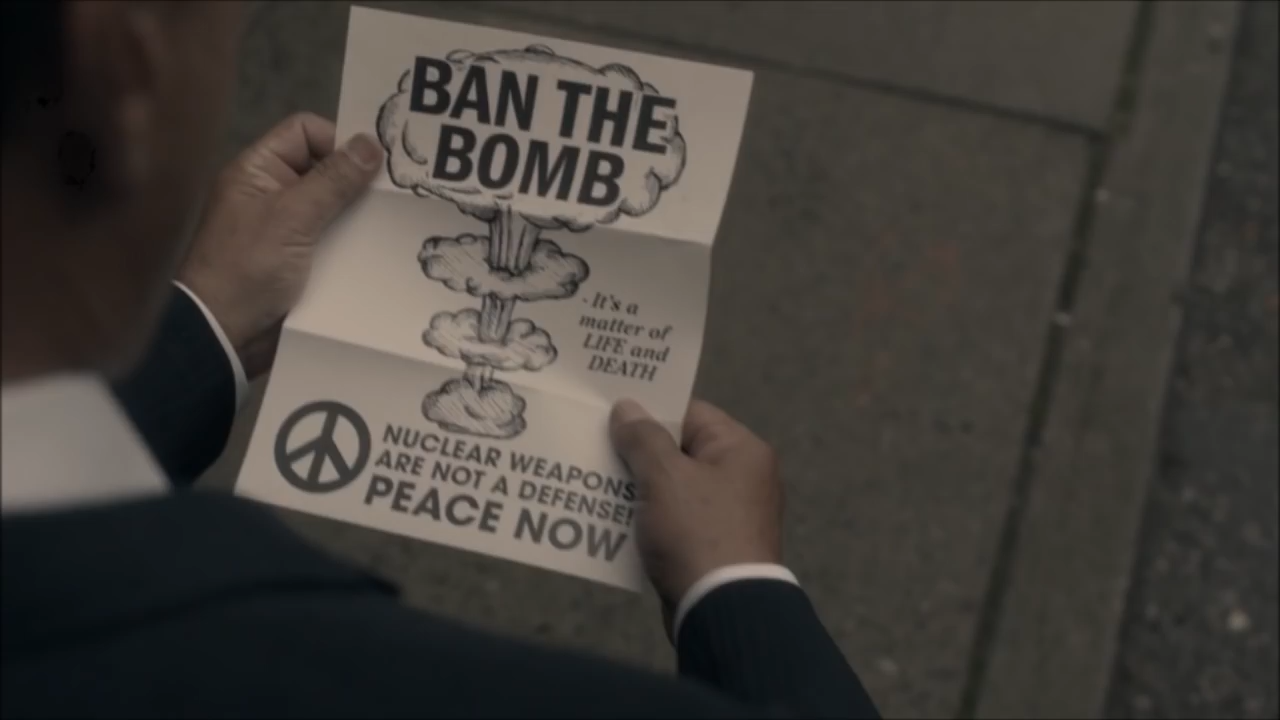 BAN THE
BOMB
- It's a
matter of
LIFE and
DEATH
NUCLEAR WEAPONS
ARE NOT A DEFENSE!
PEACE NOW